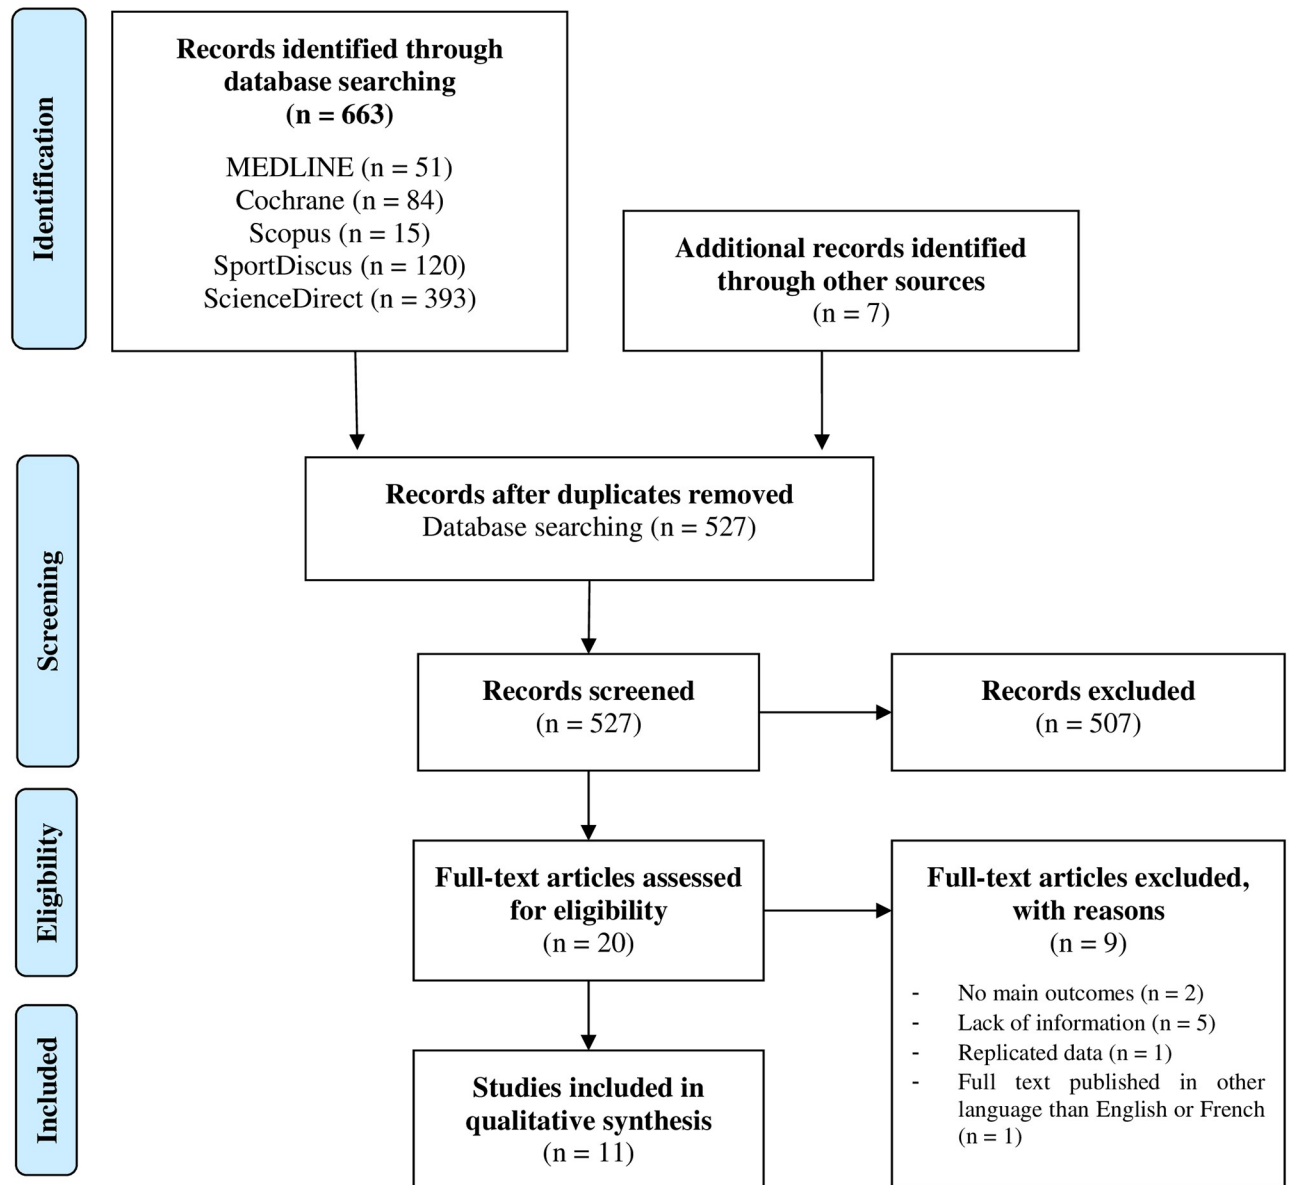 Identification
Records identified through
database searching
(n = 663)
MEDLINE (n = 51)
Cochrane (n = 84)
Scopus (n = 15)
SportDiscus (n = 120)
ScienceDirect (n = 393)
Additional records identified
through other sources
(n = 7)
Screening
Records after duplicates removed
Database searching (n = 527)
Records screened
(n = 527)
Records excluded
(n = 507)
Eligibility
Full-text articles assessed
for eligibility
(n = 20)
Full-text articles excluded,
with reasons
(n = 9)
- No main outcomes (n = 2)
- Lack of information (n = 5)
- Replicated data (n = 1)
- Full text published in other
language than English or French
(n = 1)
Included
Studies included in
qualitative synthesis
(n = 11)